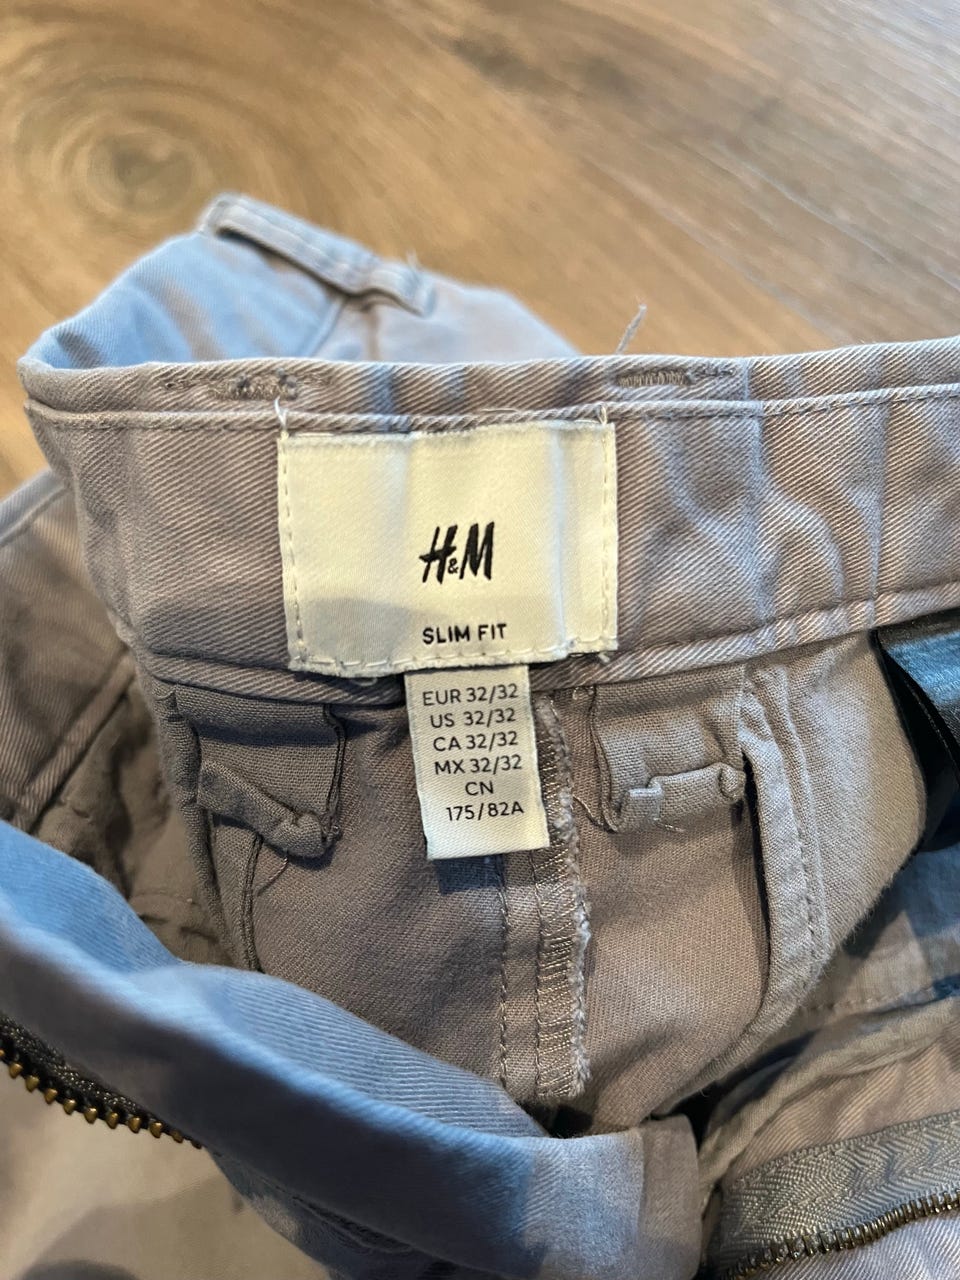 H&M
SLIM FIT
EUR 32/32
US 32/32
CA 32/32
MX 32/32
CN
175/82A